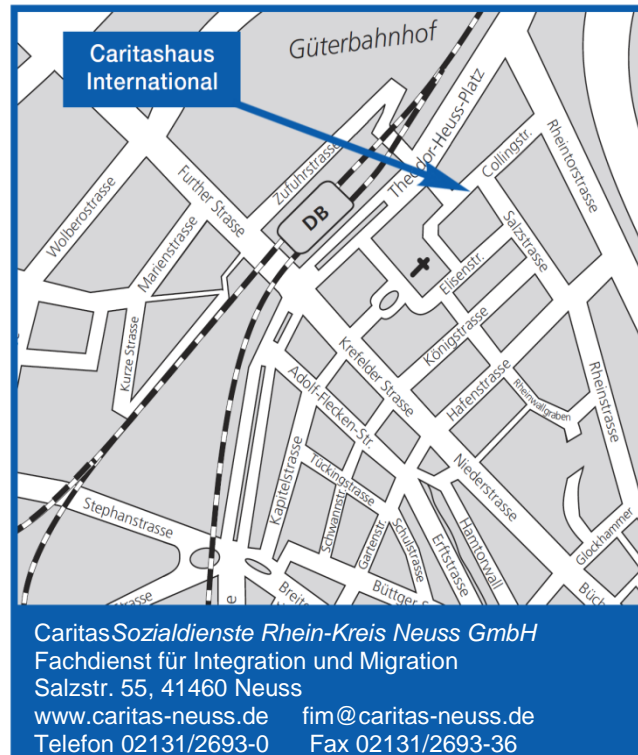 Caritashaus
International
Güterbahnhof
Theodor-Heuss-Platz
Collingstr.
Rheintorstrasse
Zufuhrstrasse
Further Strasse
Wolberostrasse
Marienstrasse
Kurze Strasse
DB
Salzstrasse
Elisenstr.
Königstrasse
Krefelder Strasse
Hafenstrasse
Rheinwallgraben
Rheinstrasse
Adolf-Flecken-Str.
Niederstrasse
Kapitelstrasse
Tückingstrasse
Schwannstr.
Gartenstr.
Schulstrasse
Erftstrasse
Hamtorwall
Glockhammer
Stephanstrasse
Büttger
Caritas Sozialdienste Rhein-Kreis Neuss GmbH
Fachdienst für Integration und Migration
Salzstr. 55, 41460 Neuss
www.caritas-neuss.de fim@caritas-neuss.de
Telefon 02131/2693-0 Fax 02131/2693-36